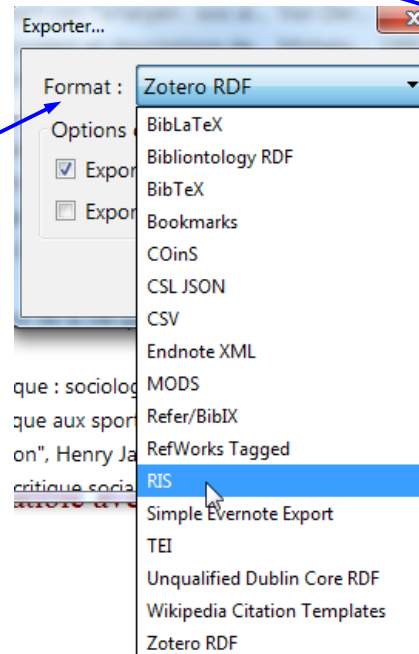 Exporter...
Format : Zotero RDF
Options
BibLaTeX
Bibliontology RDF
BibTeX
Bookmarks
COinS
CSL JSON
CSV
Endnote XML
MODS
Refer/BibIX
RefWorks Tagged
RIS
Simple Evernote Export
TEI
Unqualified Dublin Core RDF
Wikipedia Citation Templates
Zotero RDF
Expor
Expor
que : sociolog
que aux sport
on", Henry Ja
critique socia